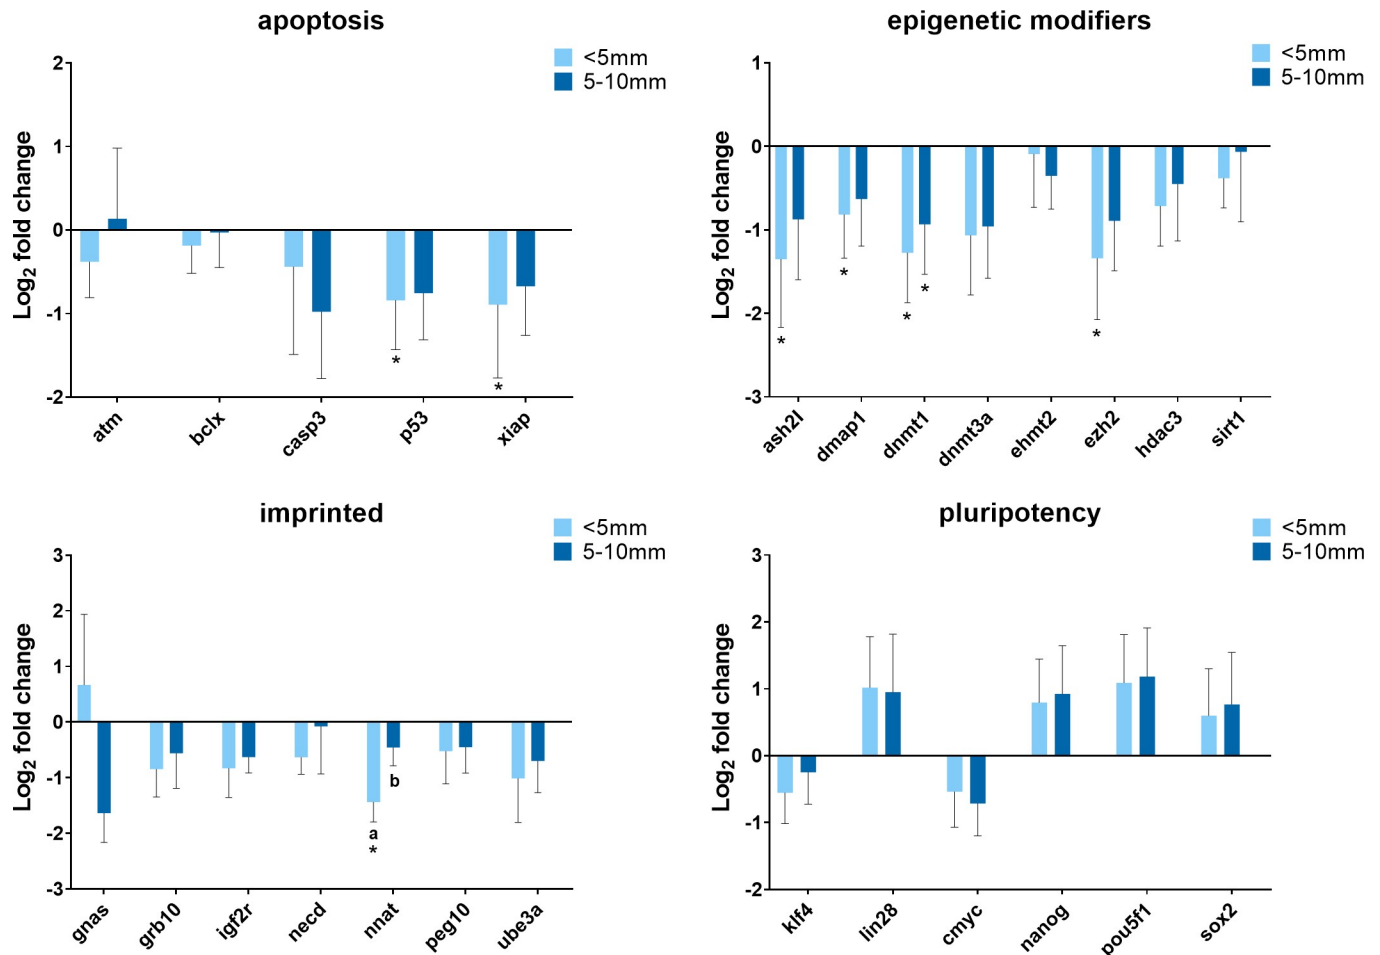 apoptosis
<5mm
5-10mm
Log2 fold change
2
1
0
-1
-2
*
*
atm
bclx
casp3
p53
xiap
epigenetic modifiers
<5mm
5-10mm
Log2 fold change
1
0
-1
-2
-3
*
*
*
*
*
ash2l
dmap1
dnmt1
dnmt3a
ehmt2
ezh2
hdac3
sirt1
imprinted
<5mm
5-10mm
Log2 fold change
3
2
1
0
-1
-2
-3
a
*
b
gnas
grb10
igf2r
necd
nnat
peg10
ube3a
pluripotency
<5mm
5-10mm
Log2 fold change
3
2
1
0
-1
-2
klf4
lin28
cmyc
nanog
pou5f1
sox2